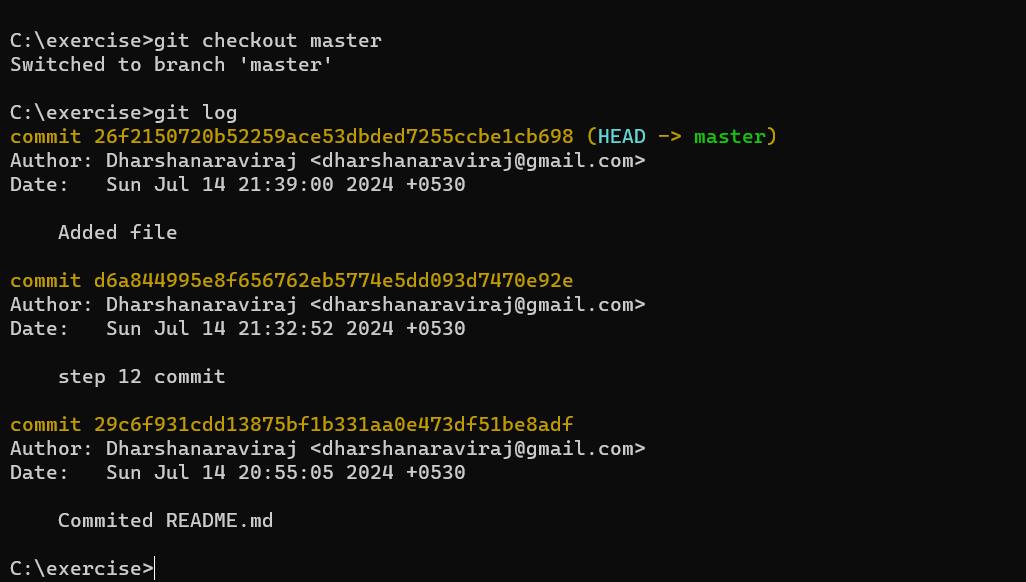 C:\exercise>git checkout master
Switched to branch 'master'
C:\exercise>git log
commit 26f2150720b52259ace53dbded7255ccbe1cb698 (HEAD -> master)
Author: Dharshanaraviraj <dharshanaraviraj@gmail.com>
Date:   Sun Jul 14 21:39:00 2024 +0530
    Added file
commit d6a844995e8f656762eb5774e5dd093d7470e92e
Author: Dharshanaraviraj <dharshanaraviraj@gmail.com>
Date:   Sun Jul 14 21:32:52 2024 +0530
    step 12 commit
commit 29c6f931cdd13875bf1b331aa0e473df51be8adf
Author: Dharshanaraviraj <dharshanaraviraj@gmail.com>
Date:   Sun Jul 14 20:55:05 2024 +0530
    Commited README.md
C:\exercise>